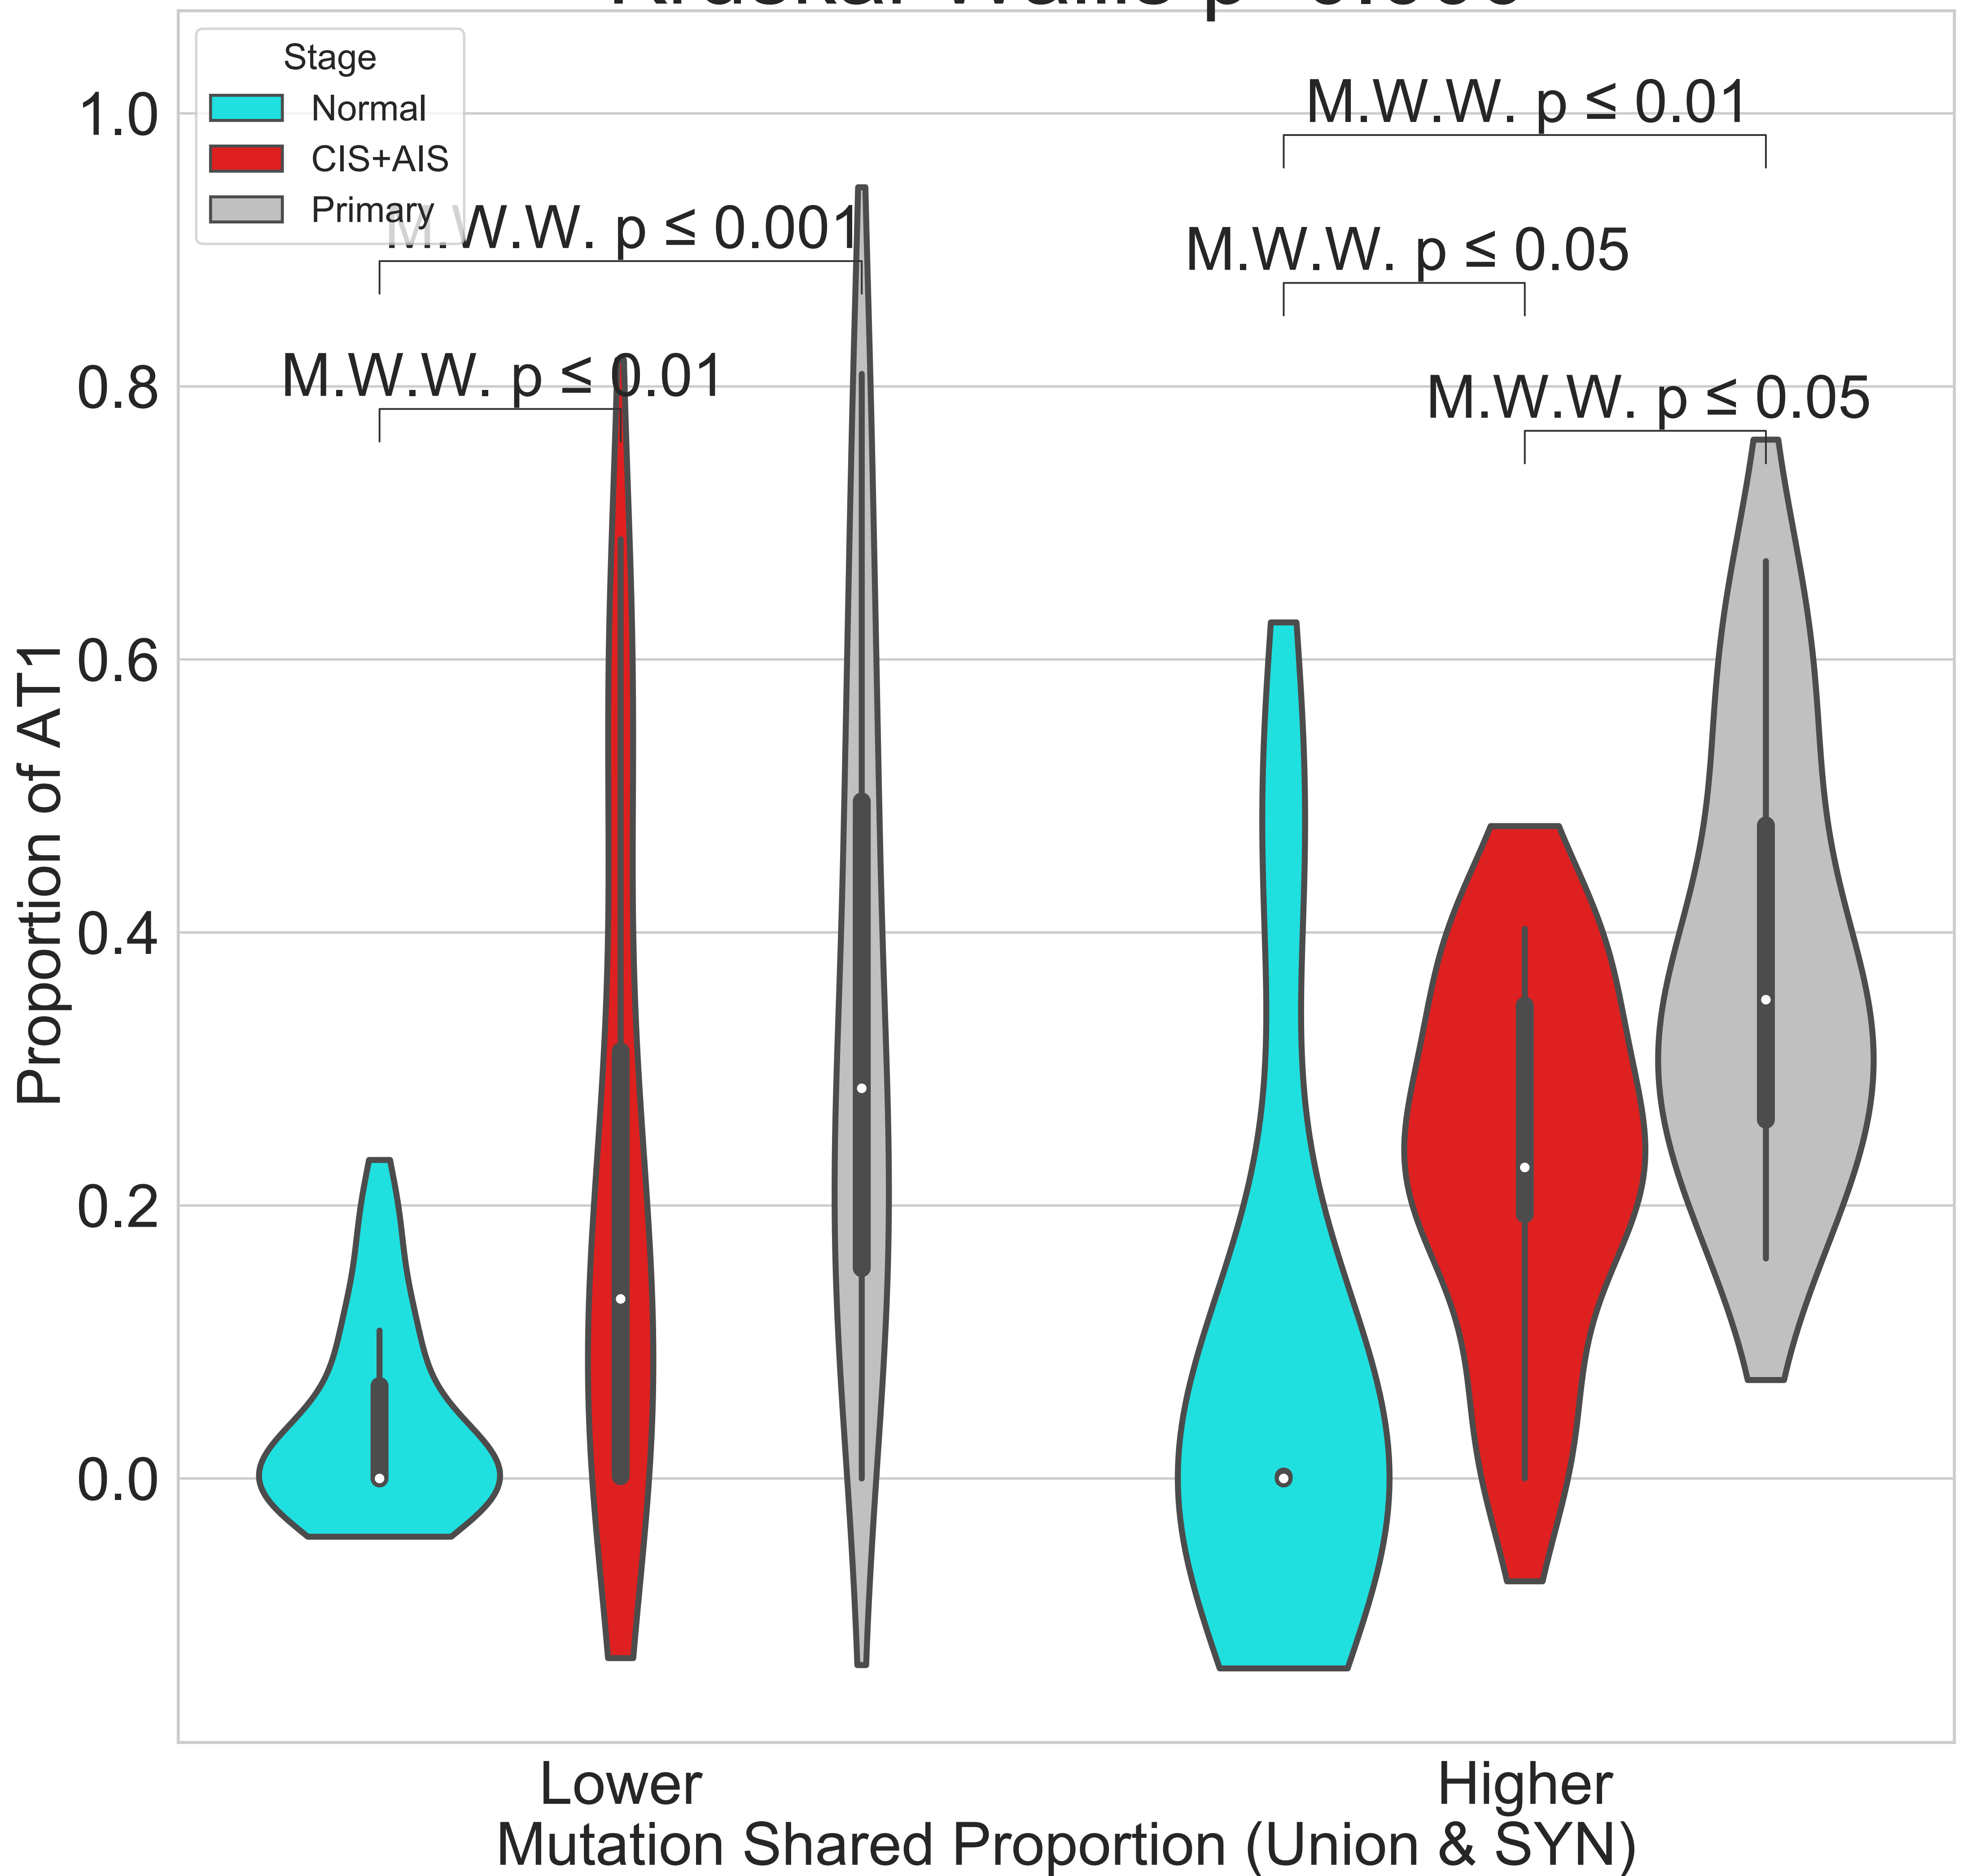 Stage
Normal
CIS+AIS
Primary
M.W.W. p ≤ 0.01
M.W.W. p ≤ 0.05
M.W.W. p ≤ 0.001
M.W.W. p ≤ 0.01
M.W.W. p ≤ 0.05
1.0
0.8
0.6
0.4
0.2
0.0
Proportion of AT1
Lower
Higher
Mutation Shared Proportion (Union & SYN)